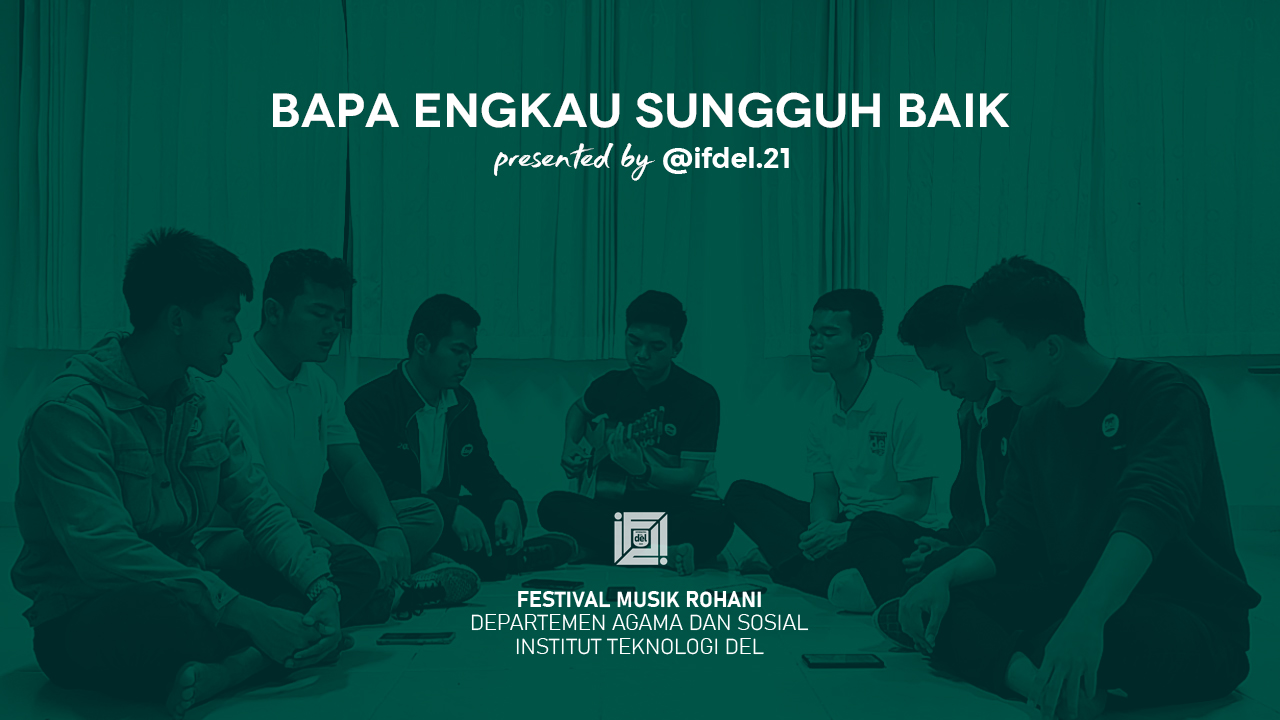 BAPA ENGKAU SUNGGUH BAIK
presented by @ifdel.21
del
del
FESTIVAL MUSIK ROHANI
DEPARTEMEN AGAMA DAN SOSIAL
INSTITUT TEKNOLOGI DEL